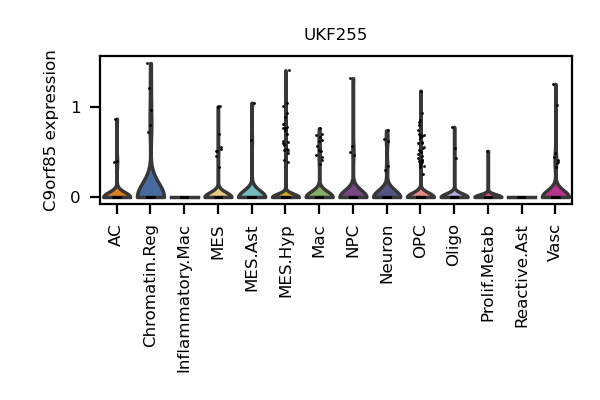 UKF255
C9orf85 expression
1
0
AC
Chromatin.Reg
Inflammatory.Mac
MES
MES.Ast
MES.Hyp
Mac
NPC
Neuron
OPC
Oligo
Prolif.Metab
Reactive.Ast
Vasc